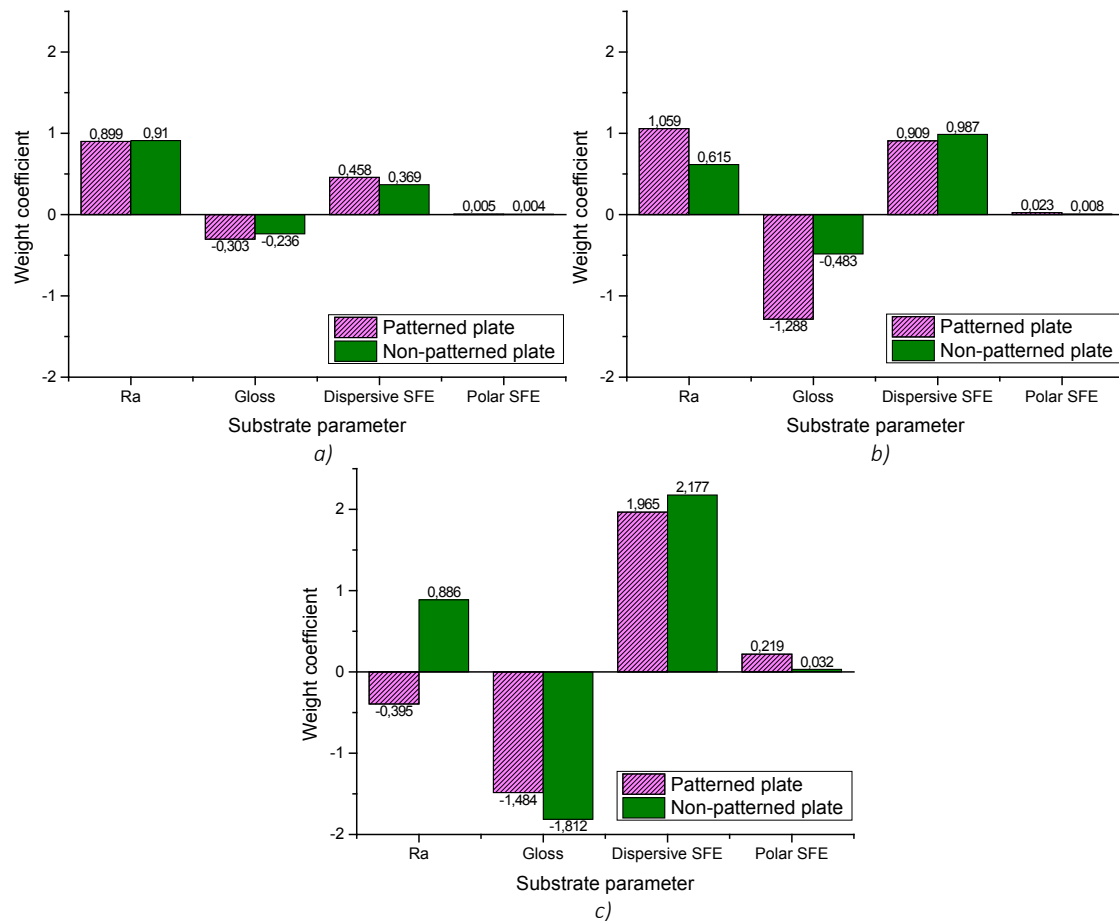 2
1
0
-1
-2
Weight coefficient
0,899 0,91
-0,303 -0,236
0,458 0,369
0,005 0,004
Patterned plate
Non-patterned plate
Ra Gloss Dispersive SFE Polar SFE
Substrate parameter
a)
2
1
0
-1
-2
Weight coefficient
1,059 0,615
-1,288 -0,483
0,909 0,987
0,023 0,008
Patterned plate
Non-patterned plate
Ra Gloss Dispersive SFE Polar SFE
Substrate parameter
b)
2
1
0
-1
-2
Weight coefficient
-0,395 0,886
-1,484 -1,812
1,965 2,177
0,219 0,032
Patterned plate
Non-patterned plate
Ra Gloss Dispersive SFE Polar SFE
Substrate parameter
c)